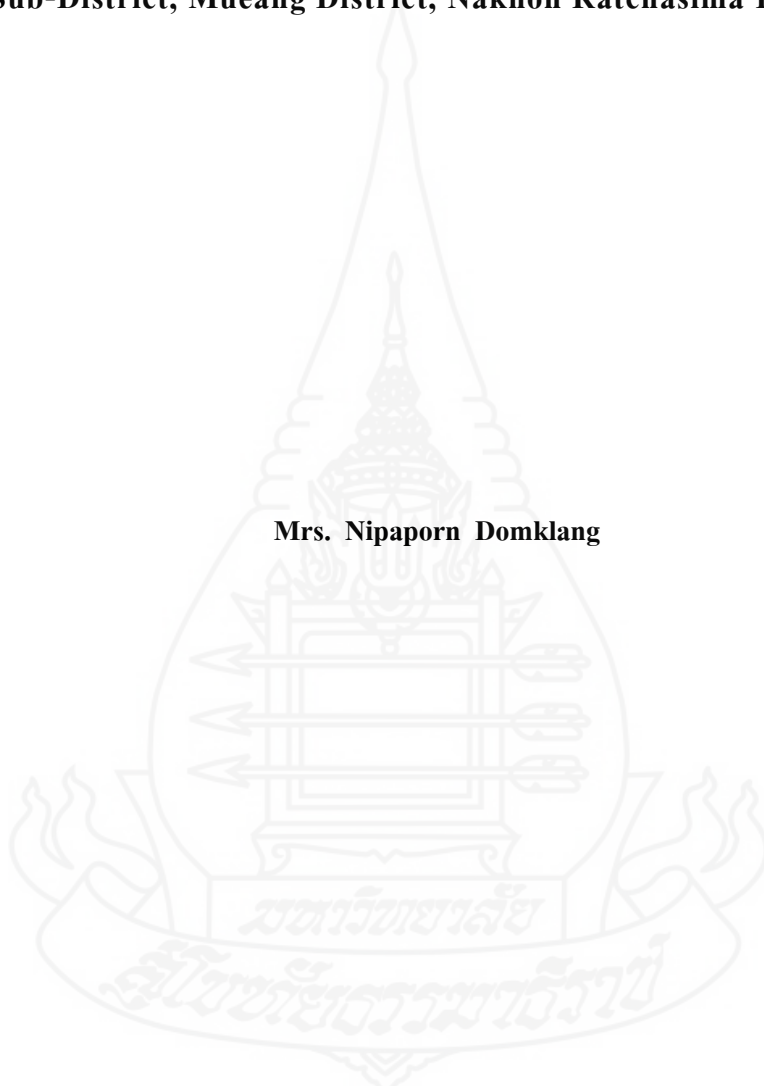 Sub-District, Mueang District, Nakhon Ratchasima
Mrs. Nipaporn Domklang
มหาวิทยาลัย
สุโขทัยธรรมาธิราช